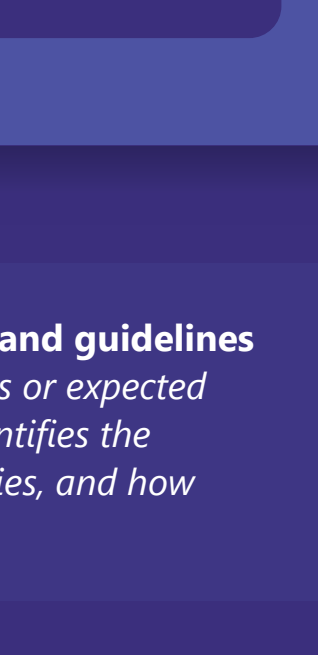 and guidelines
s or expected
ntifies the
ies, and how